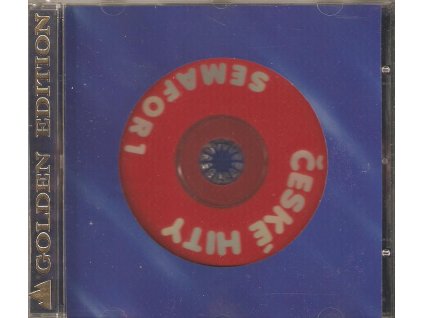 GOLDEN EDITION
ČESKÉ HITY
SEMAFOR 1